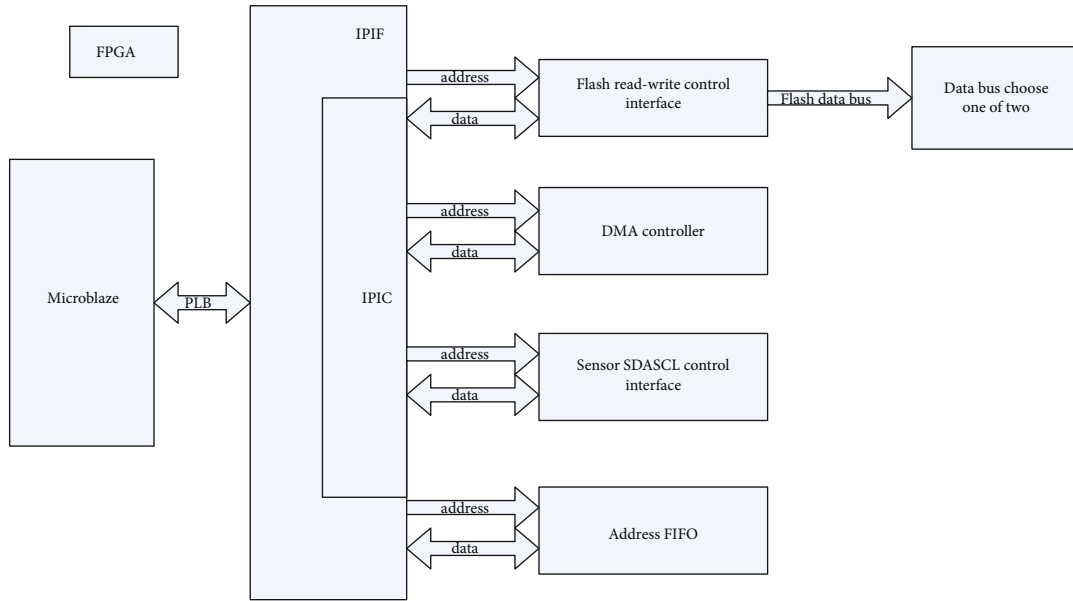 FPGA
IPIF
address
data
Flash read-write control
interface
Flash data bus
Data bus choose
one of two
Microblaze
PLB
IPIC
address
data
DMA controller
address
data
Sensor SDASCL control
interface
address
data
Address FIFO